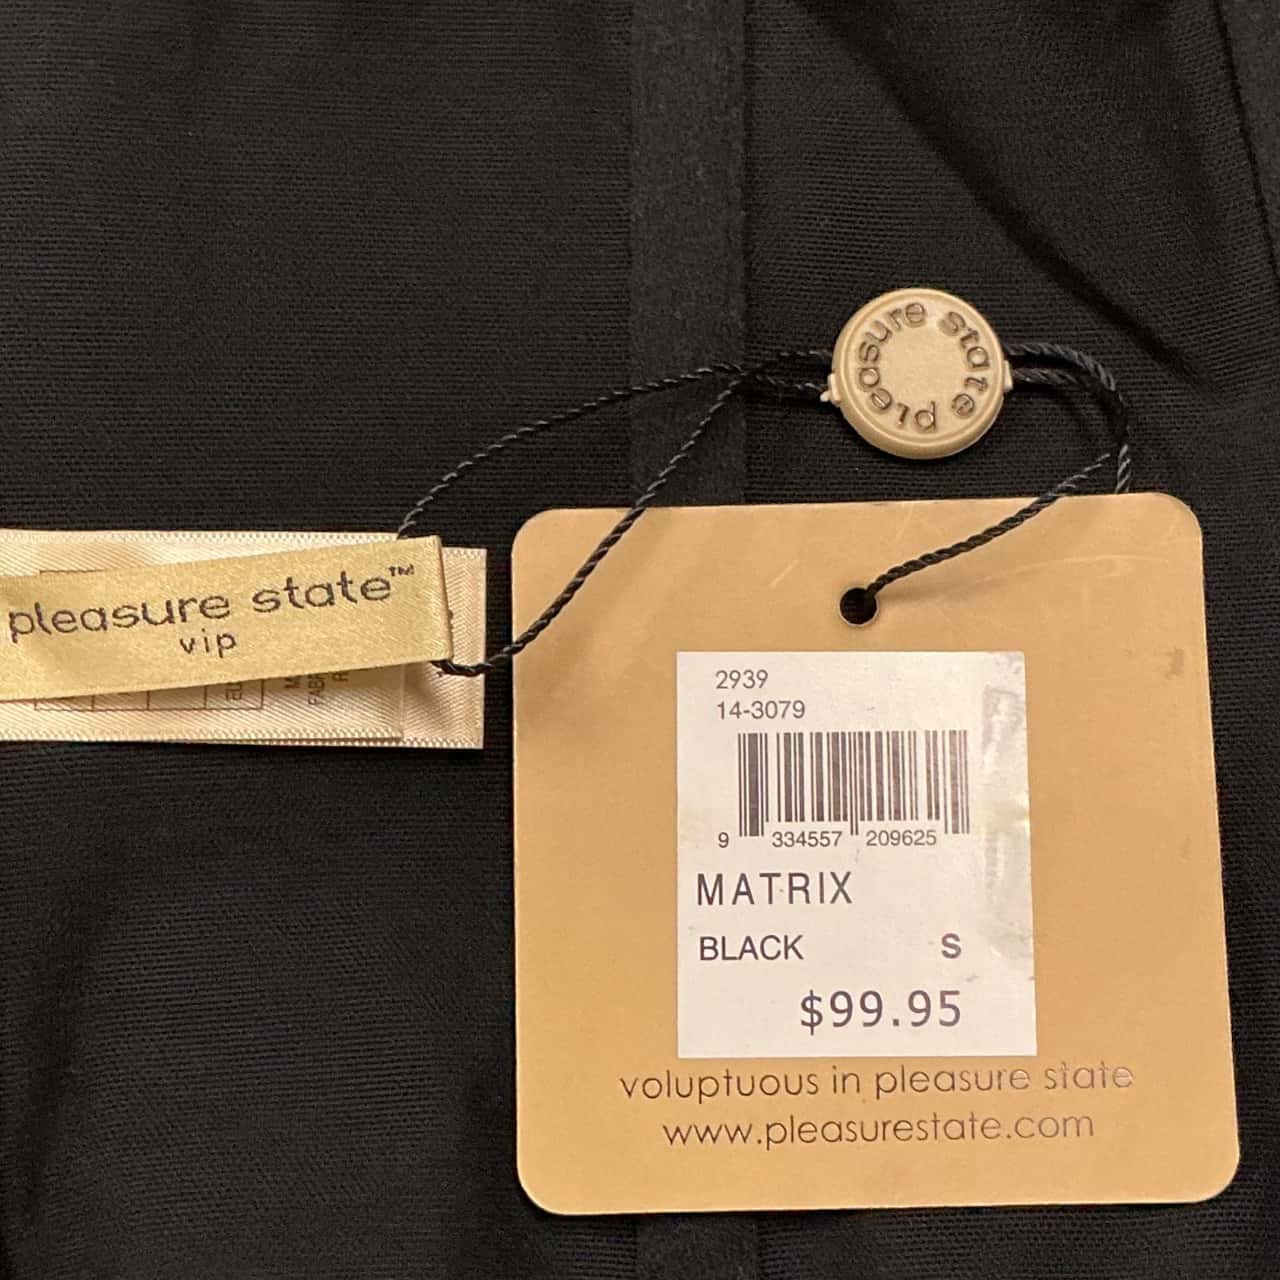 pleasure state
pleasure state™
vip
2939
14-3079
9 334557 209625
MATRIX
BLACK S
$99.95
voluptuous in pleasure state
www.pleasurestate.com